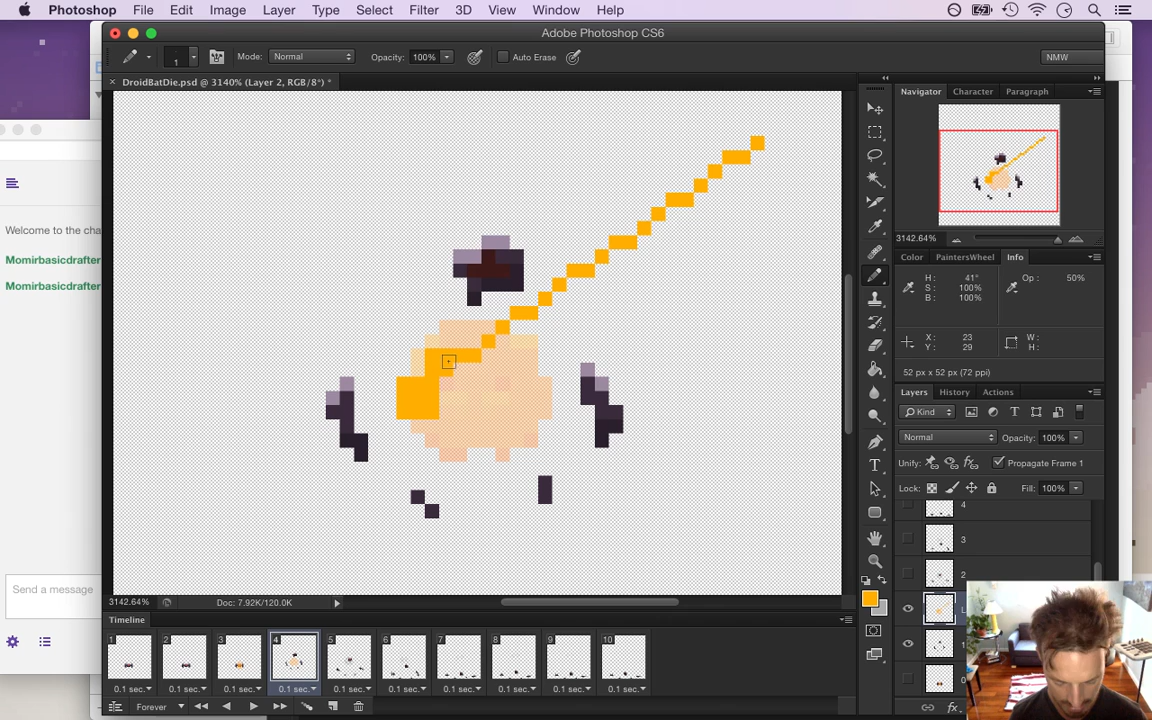 Photoshop File Edit Image Layer Type Select Filter 3D View Window Help
Adobe Photoshop CS6
1 Mode: Normal Opacity: 100% Auto Erase NMW
DroidBatDie.psd @ 3140% (Layer 2, RGB/8*) *
Navigator Character Paragraph
3142.64%
Color PaintersWheel Info
H: 41° Op: 50%
S: 100%
B: 100%
X: 23 W:
Y: 29 H:
52 px x 52 px (72 ppi)
Layers History Actions
Kind
Normal Opacity: 100%
Unify: Propagate Frame 1
Lock: Fill: 100%
4
3
2
L
1
0
Welcome to the cha
Momirbasicdrafter
Momirbasicdrafter
Send a message
3142.64% Doc: 7.92K/120.0K
Timeline
1 2 3 4 5 6 7 8 9 10
0.1 sec. 0.1 sec. 0.1 sec. 0.1 sec. 0.1 sec. 0.1 sec. 0.1 sec. 0.1 sec. 0.1 sec. 0.1 sec.
Forever
fx